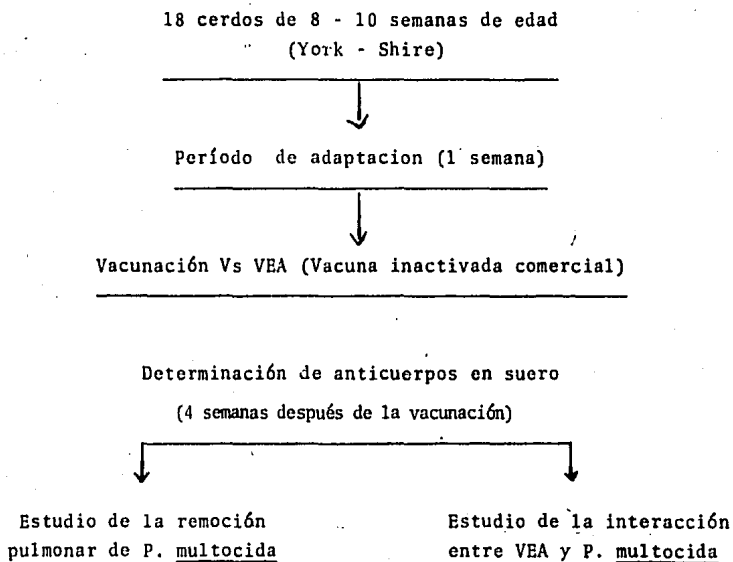 18 cerdos de 8 - 10 semanas de edad
(York - Shire)
Período de adaptacion (1 semana)
Vacunación Vs VEA (Vacuna inactivada comercial)
Determinación de anticuerpos en suero
(4 semanas después de la vacunación)
Estudio de la remoción
pulmonar de P. multocida
Estudio de la interacción
entre VEA y P. multocida